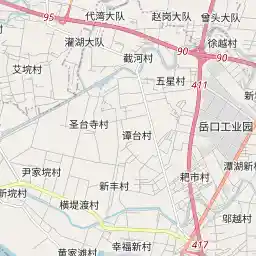 95
代湾大队
赵岗大队
曾头大队
灌湖大队
徐越村
90
90
截河村
艾垸村
五星村
411
岳口工业园
圣台寺村
谭台村
潭湖新村
尹家垸村
耙市村
新丰村
411
横堤渡村
邬越村
幸福新村
417
黄家滩村